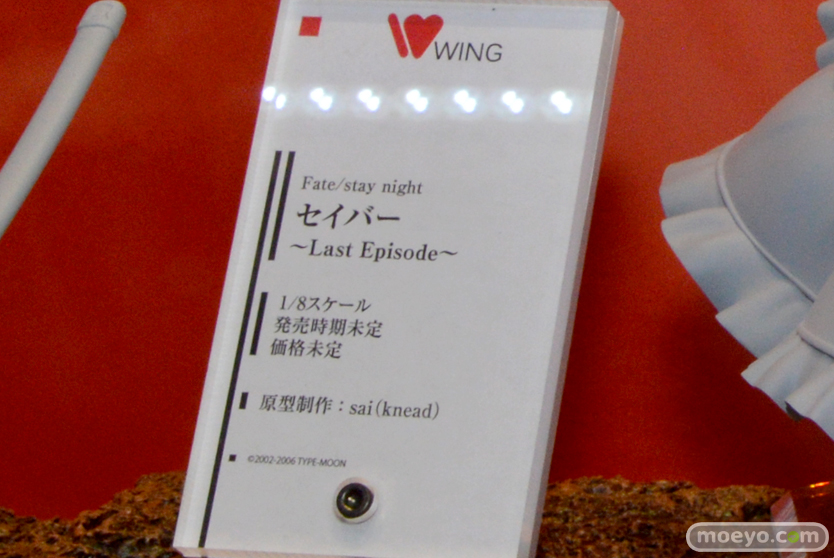 WING
Fate/stay night
セイバー
～Last Episode～
1/8スケール
発売時期未定
価格未定
原型制作：sai(knead)
©2002-2006 TYPE-MOON
moeyo.com